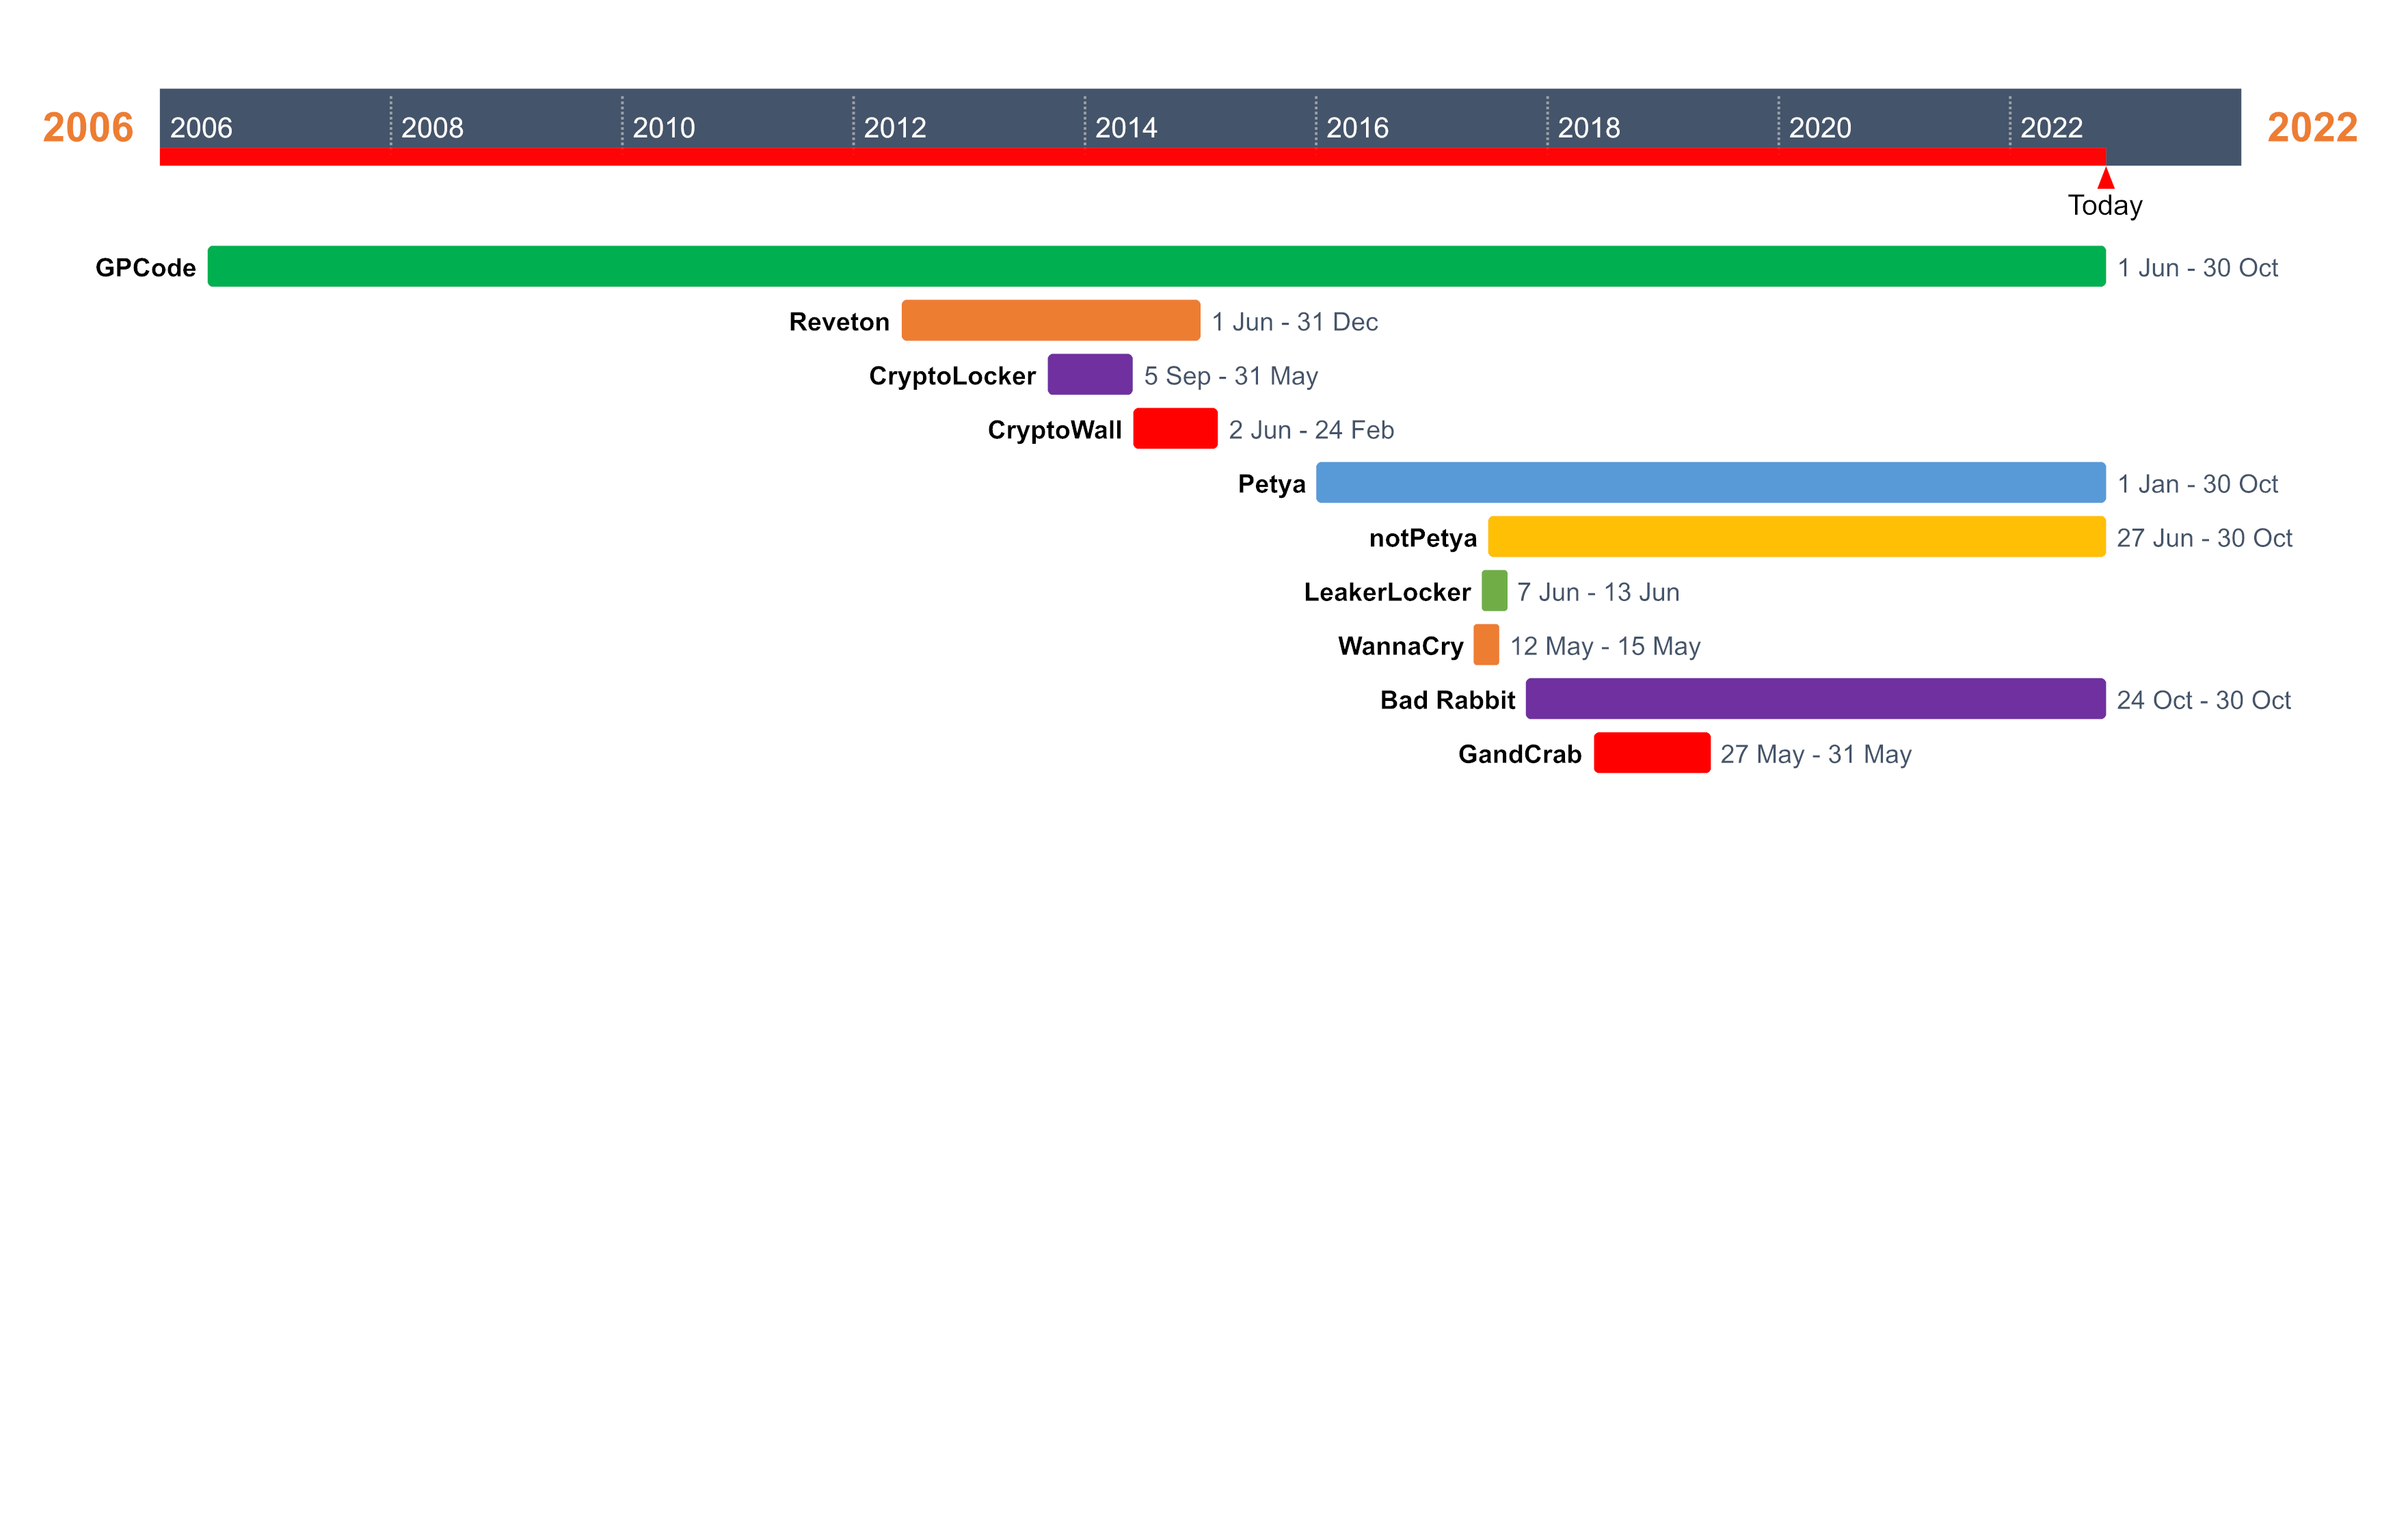 2006 2006 2008 2010 2012 2014 2016 2018 2020 2022 2022
Today
GPCode 1 Jun - 30 Oct
Reveton 1 Jun - 31 Dec
CryptoLocker 5 Sep - 31 May
CryptoWall 2 Jun - 24 Feb
Petya 1 Jan - 30 Oct
notPetya 27 Jun - 30 Oct
LeakerLocker 7 Jun - 13 Jun
WannaCry 12 May - 15 May
Bad Rabbit 24 Oct - 30 Oct
GandCrab 27 May - 31 May